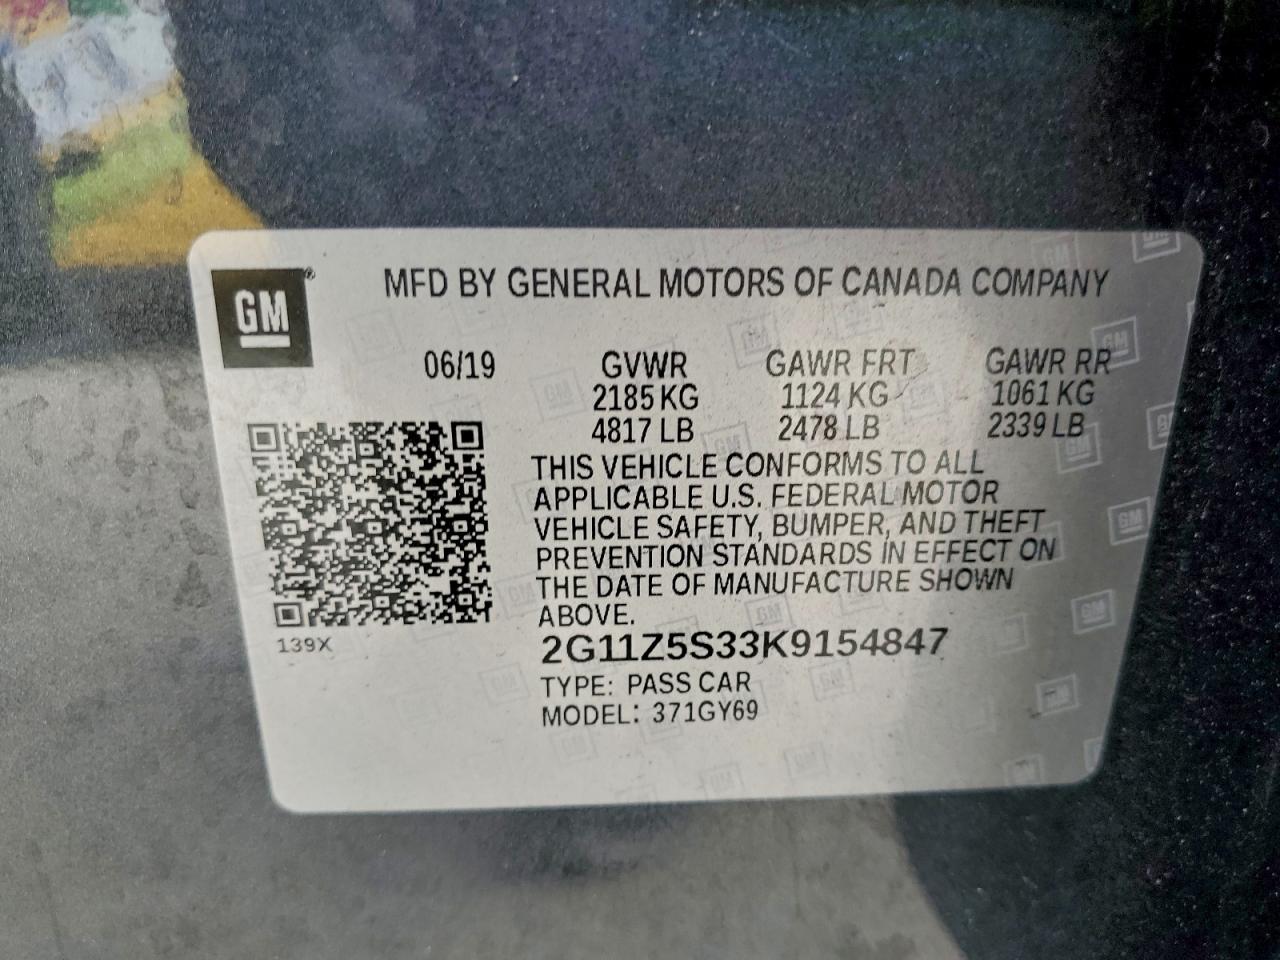 GM
MFD BY GENERAL MOTORS OF CANADA COMPANY
06/19 GVWR GAWR FRT GAWR RR
2185 KG 1124 KG 1061 KG
4817 LB 2478 LB 2339 LB
THIS VEHICLE CONFORMS TO ALL
APPLICABLE U.S. FEDERAL MOTOR
VEHICLE SAFETY, BUMPER, AND THEFT
PREVENTION STANDARDS IN EFFECT ON
THE DATE OF MANUFACTURE SHOWN
ABOVE.
139X
2G11Z5S33K9154847
TYPE: PASS CAR
MODEL: 371GY69